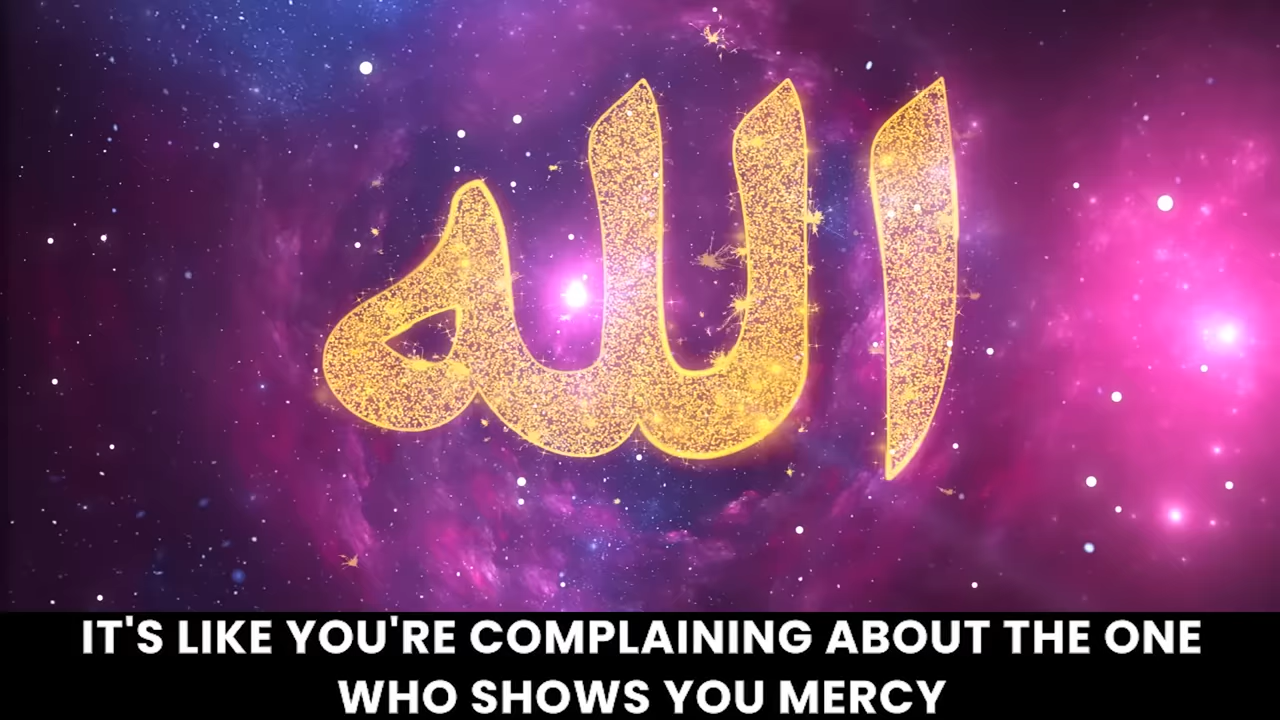 الله
IT'S LIKE YOU'RE COMPLAINING ABOUT THE ONE
WHO SHOWS YOU MERCY